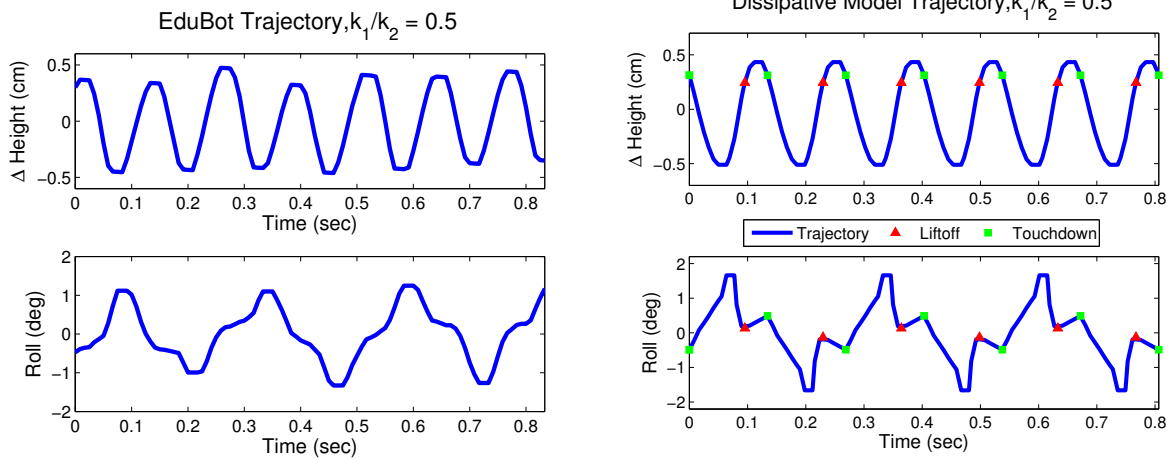 EduBot Trajectory,k1/k2 = 0.5
0.5
0
−0.5
Δ Height (cm)
0 0.1 0.2 0.3 0.4 0.5 0.6 0.7 0.8
Time (sec)
2
1
0
−1
−2
Roll (deg)
0 0.1 0.2 0.3 0.4 0.5 0.6 0.7 0.8
Time (sec)
Dissipative Model Trajectory,k1/k2 = 0.5
0.5
0
−0.5
Δ Height (cm)
0 0.1 0.2 0.3 0.4 0.5 0.6 0.7 0.8
Time (sec)
Trajectory Liftoff Touchdown
2
1
0
−1
−2
Roll (deg)
0 0.1 0.2 0.3 0.4 0.5 0.6 0.7 0.8
Time (sec)